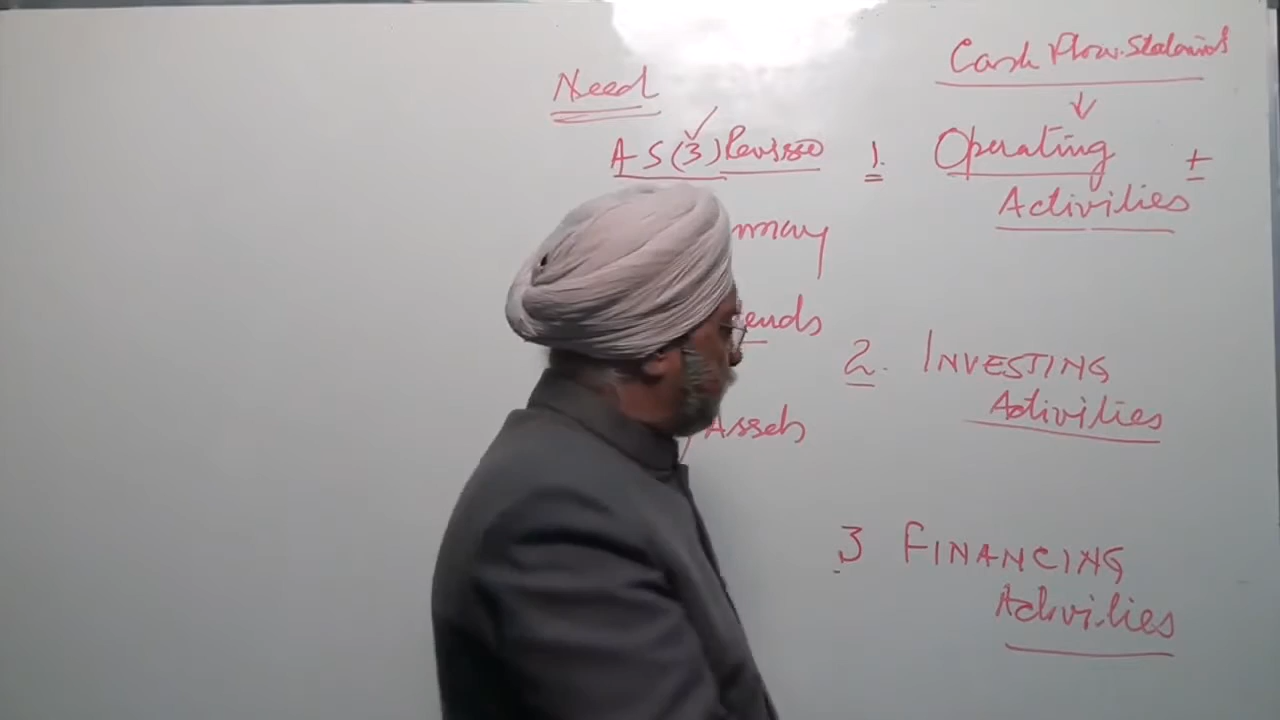 Need
AS(3) Revised
Assets
Cash Flow Statement
1. Operating ±
Activities
2. INVESTING
Activities
3 FINANCING
Activities